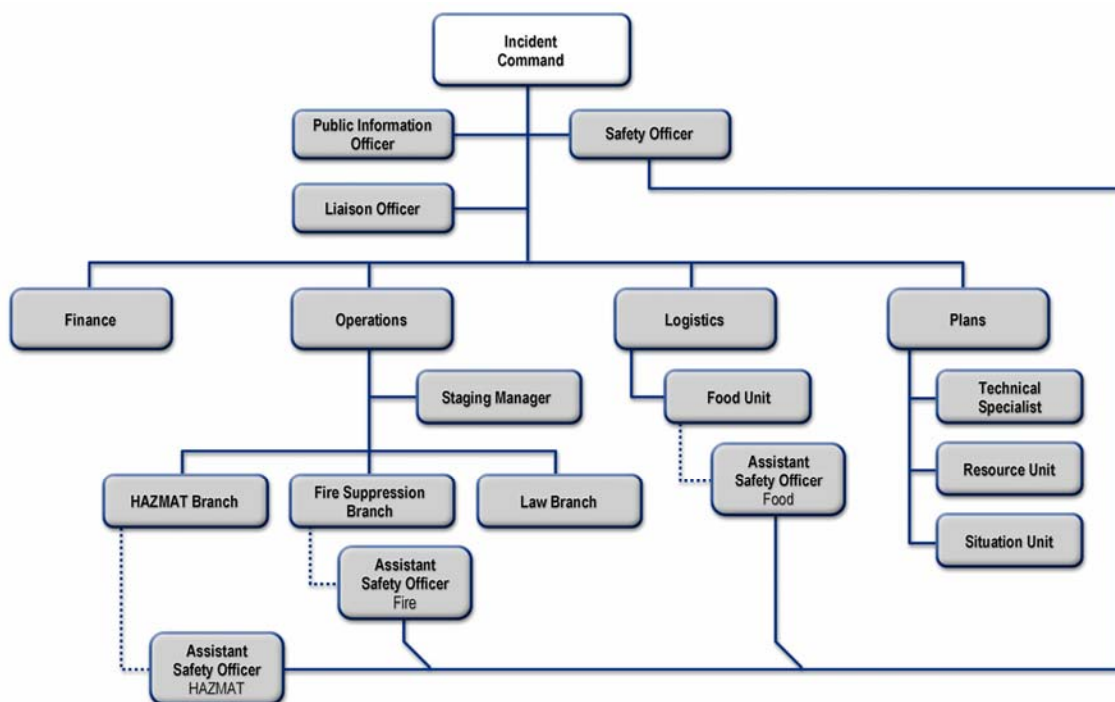 Incident
Command
Public Information
Officer
Safety Officer
Liaison Officer
Finance
Operations
Logistics
Plans
Staging Manager
Food Unit
Technical
Specialist
Assistant
Safety Officer
Food
Resource Unit
HAZMAT Branch
Fire Suppression
Branch
Law Branch
Situation Unit
Assistant
Safety Officer
Fire
Assistant
Safety Officer
HAZMAT